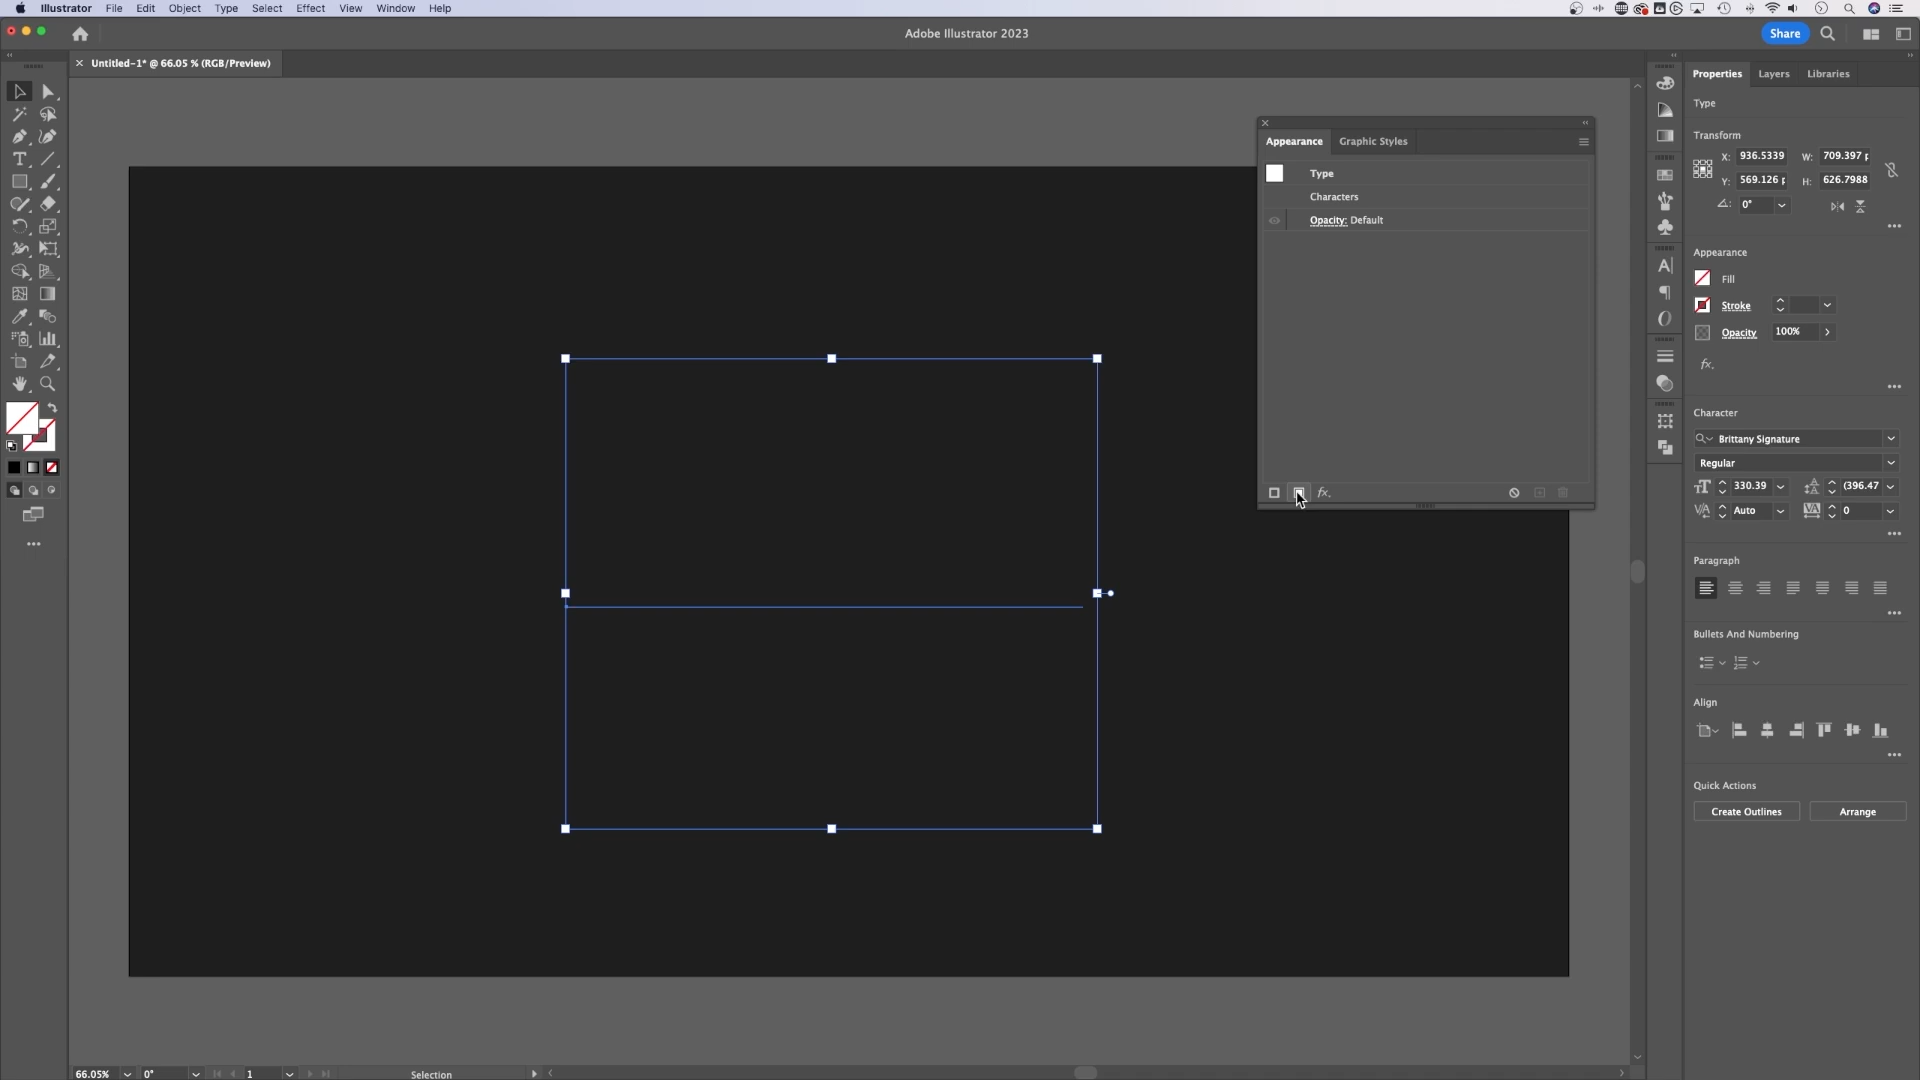 Illustrator File Edit Object Type Select Effect View Window Help
Adobe Illustrator 2023
Share
Untitled-1* @ 66.05 % (RGB/Preview)
Properties Layers Libraries
Type
Transform
X: 936.5339 W: 709.397 p
Y: 569.126 p H: 626.7988
0°
Appearance
Fill
Stroke
Opacity 100%
fx
Character
Brittany Signature
Regular
330.39 (396.47
Auto 0
Paragraph
Bullets And Numbering
Align
Quick Actions
Create Outlines Arrange
Appearance Graphic Styles
Type
Characters
Opacity: Default
fx
66.05% 0° 1 Selection